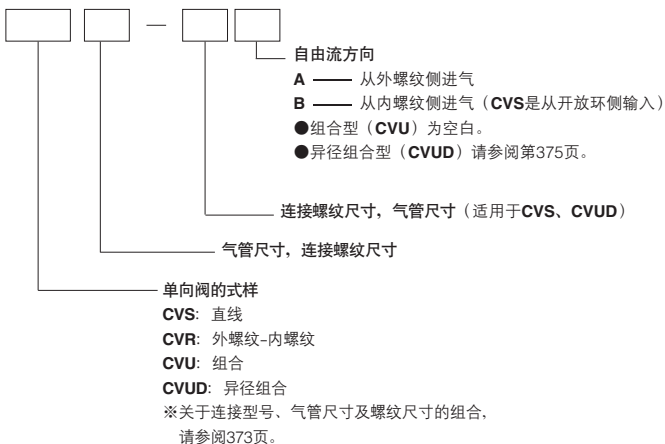 —
自由流方向
A —— 从外螺纹侧进气
B —— 从内螺纹侧进气（CVS是从开放环侧输入）
●组合型（CVU）为空白。
●异径组合型（CVUD）请参阅第375页。
连接螺纹尺寸，气管尺寸（适用于CVS、CVUD）
气管尺寸，连接螺纹尺寸
单向阀的式样
CVS：直线
CVR：外螺纹-内螺纹
CVU：组合
CVUD：异径组合
※关于连接型号、气管尺寸及螺纹尺寸的组合，
请参阅373页。